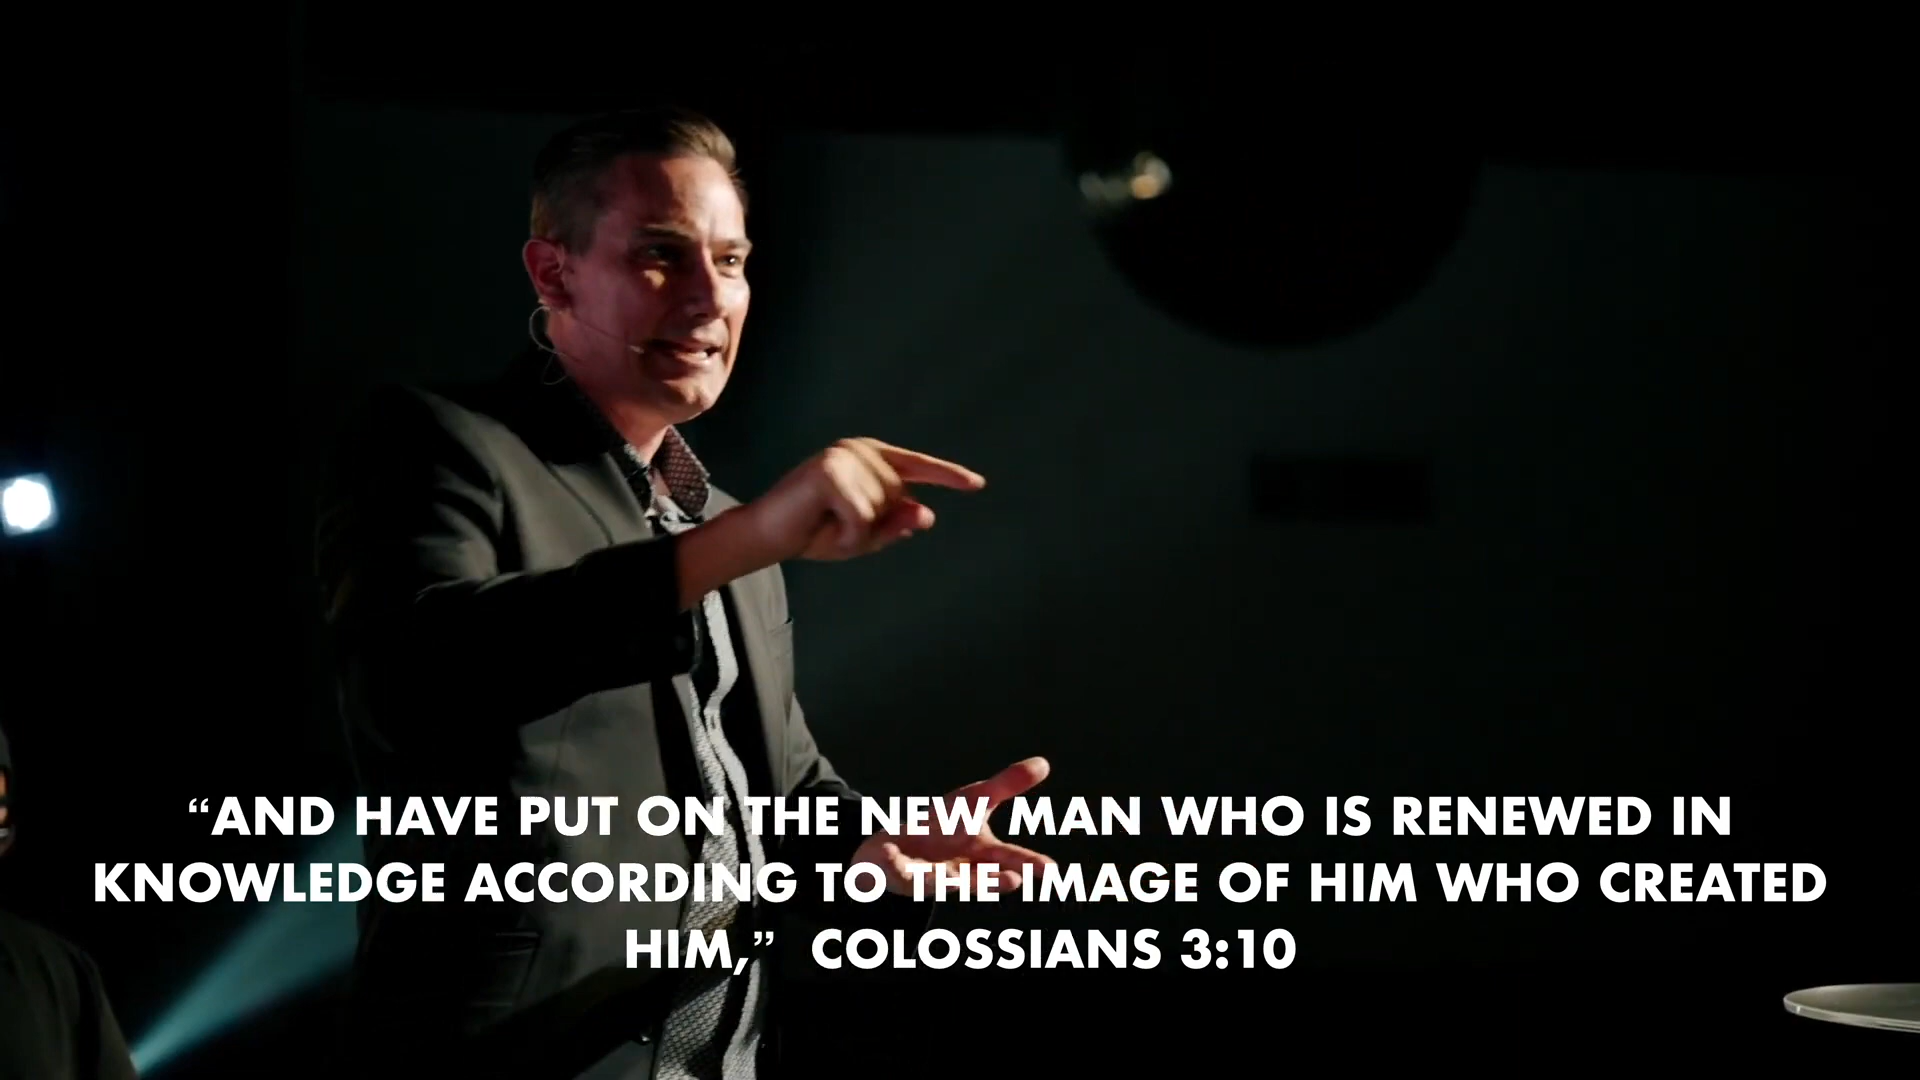 “AND HAVE PUT ON THE NEW MAN WHO IS RENEWED IN
KNOWLEDGE ACCORDING TO THE IMAGE OF HIM WHO CREATED
HIM,”  COLOSSIANS 3:10